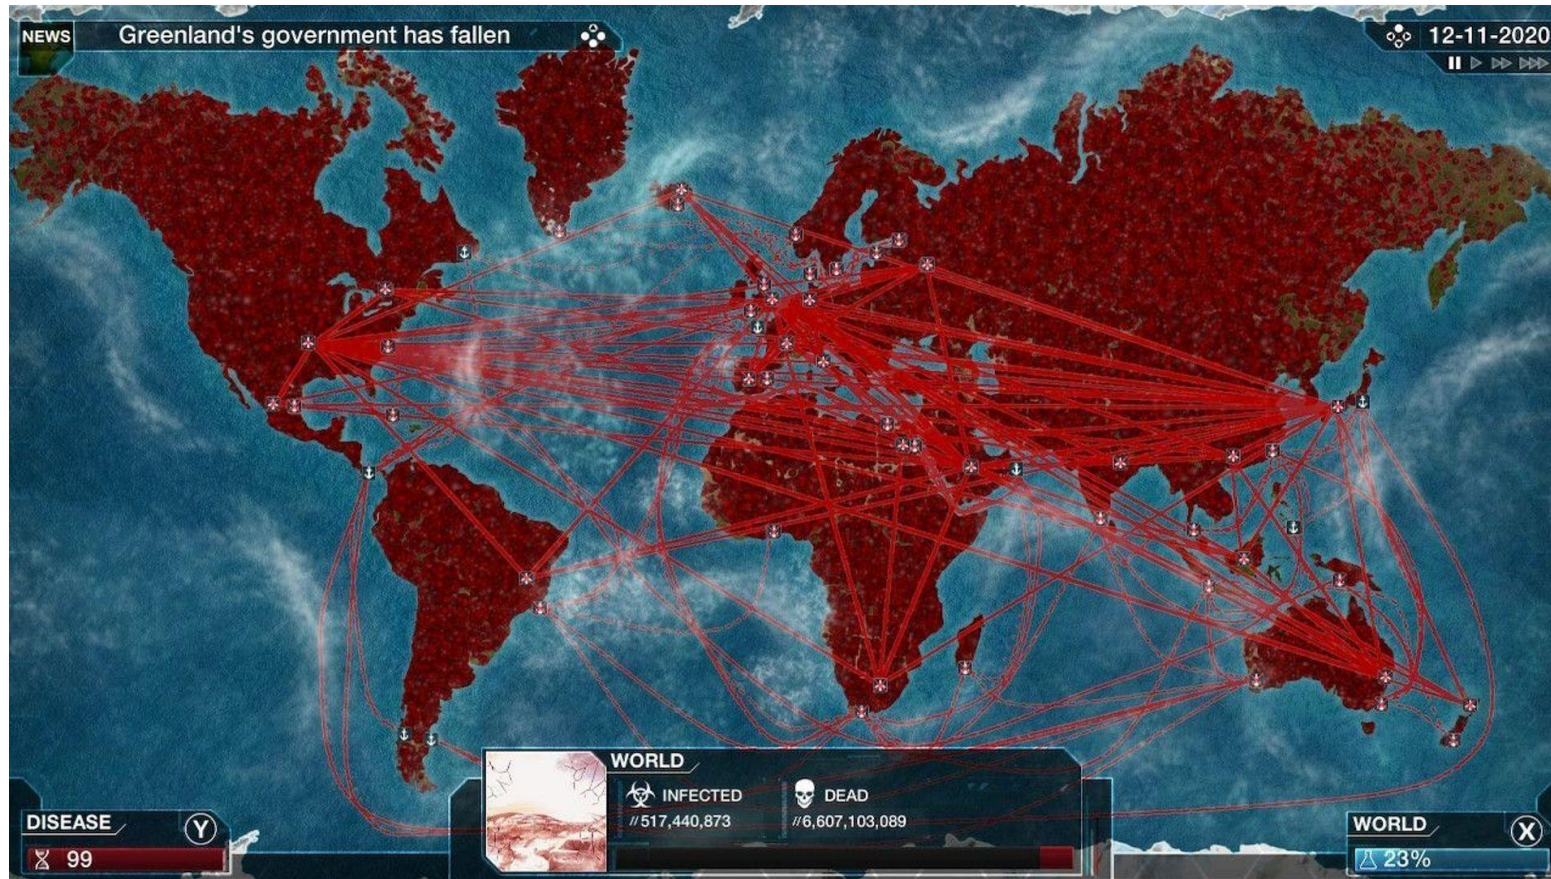 NEWS
Greenland's government has fallen
12-11-2020
WORLD
INFECTED
DEAD
//517,440,873
//6,607,103,089
DISEASE
Y
99
WORLD
X
23%